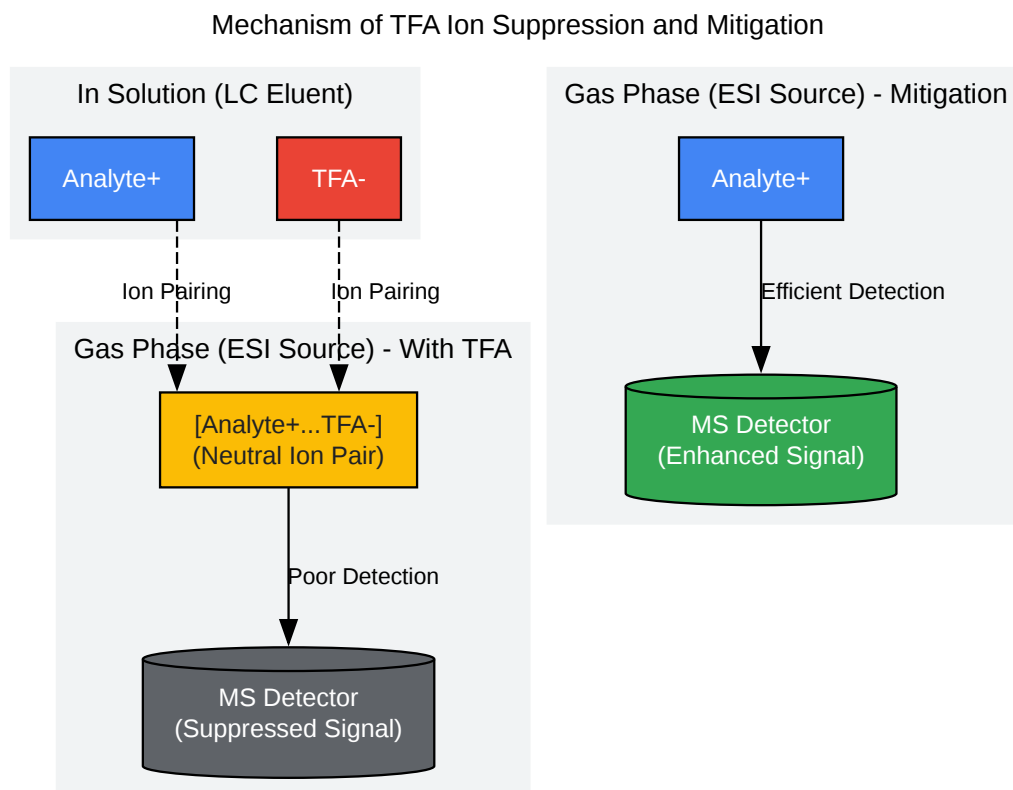 Mechanism of TFA Ion Suppression and Mitigation
In Solution (LC Eluent)
Analyte+
TFA-
Ion Pairing
Ion Pairing
Gas Phase (ESI Source) - With TFA
[Analyte+...TFA-]
(Neutral Ion Pair)
Poor Detection
MS Detector
(Suppressed Signal)
Gas Phase (ESI Source) - Mitigation
Analyte+
Efficient Detection
MS Detector
(Enhanced Signal)